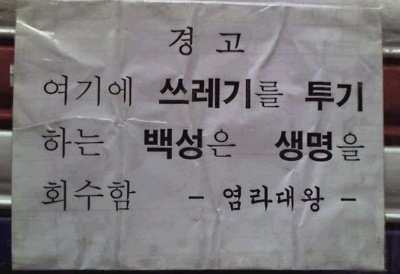 경 고
여기에 쓰레기를 투기
하는 백성은 생명을
회수함 - 염라대왕 -